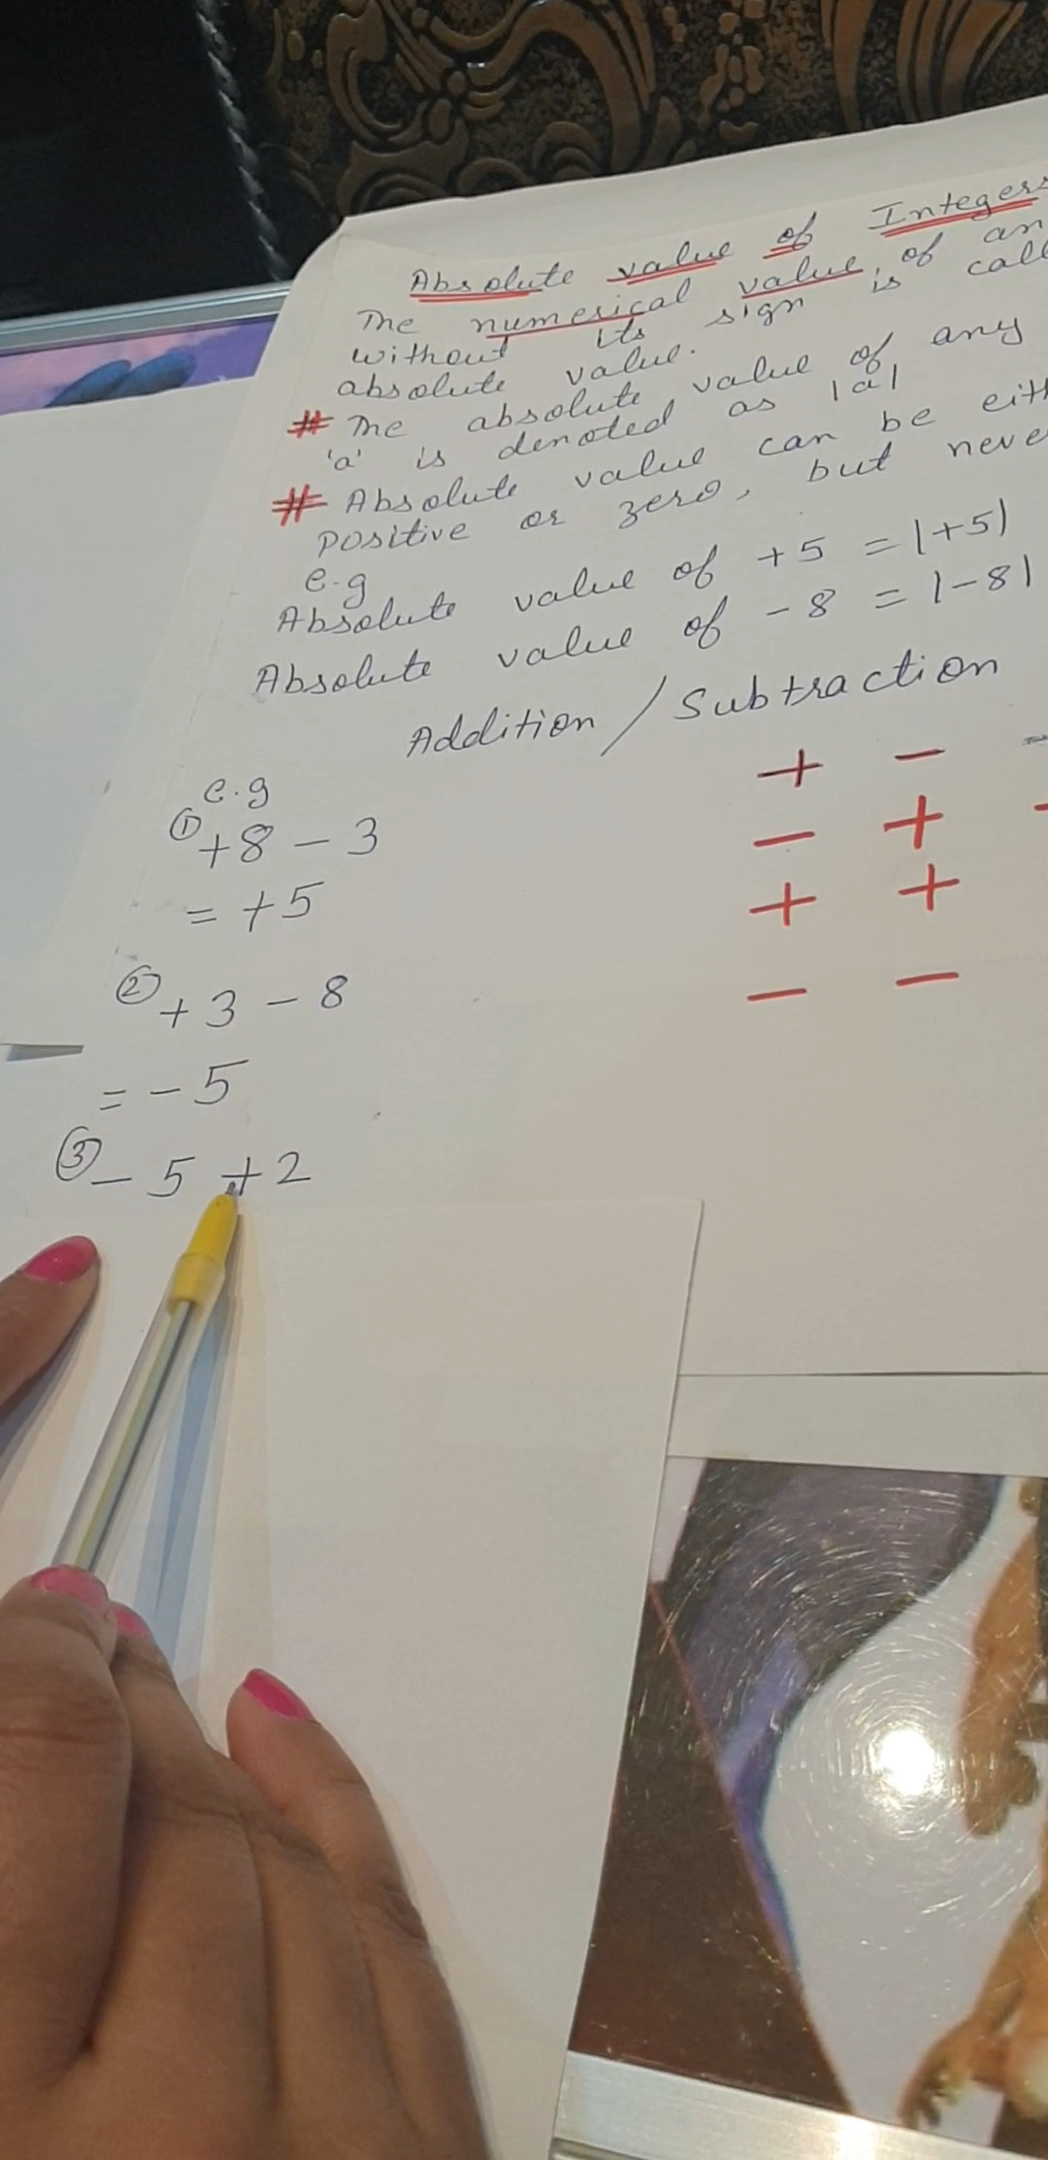 Absolute value of Integers
The numerical value of an
without its sign is call
absolute value.
# The absolute value of any
'a' is denoted as |a|
# Absolute value can be eith
positive or zero, but neve
e.g
Absolute value of +5 = |+5|
Absolute value of -8 = |-8|
Addition / Subtraction
+ -
- +
+ +
- -
e.g
① +8 - 3
= +5
② +3 - 8
= -5
③ - 5 + 2